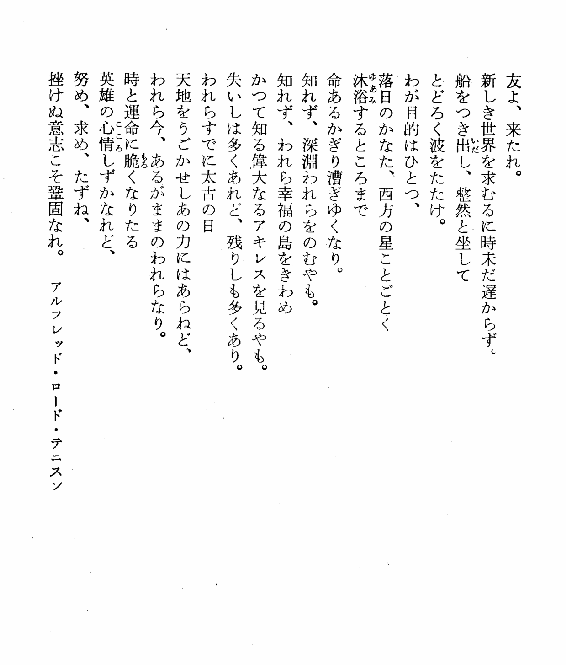 友よ、来たれ。
新しき世界を求むるに時未だ遅からず。
船をつき出し、整然と坐して
とどろく波をたたけ。
わが目的はひとつ、
落日のかなた、西方の星ことごとく
沐浴するところまで
命あるかぎり漕ぎゆくなり。
知れず、深淵われらをのむやも。
知れず、われら幸福の島をきわめ
かつて知る偉大なるアキレスを見るやも。
失いしは多くあれど、残りしも多くあり。
われらすでに太古の日
天地をうごかせしあの力にはあらねど、
われら今、あるがままのわれらなり。
時と運命に脆くなりたる
英雄の心情しずかなれど、
努め、求め、たずね、
挫けぬ意志こそ鞏固なれ。
アルフレッド・ロード・テニスン